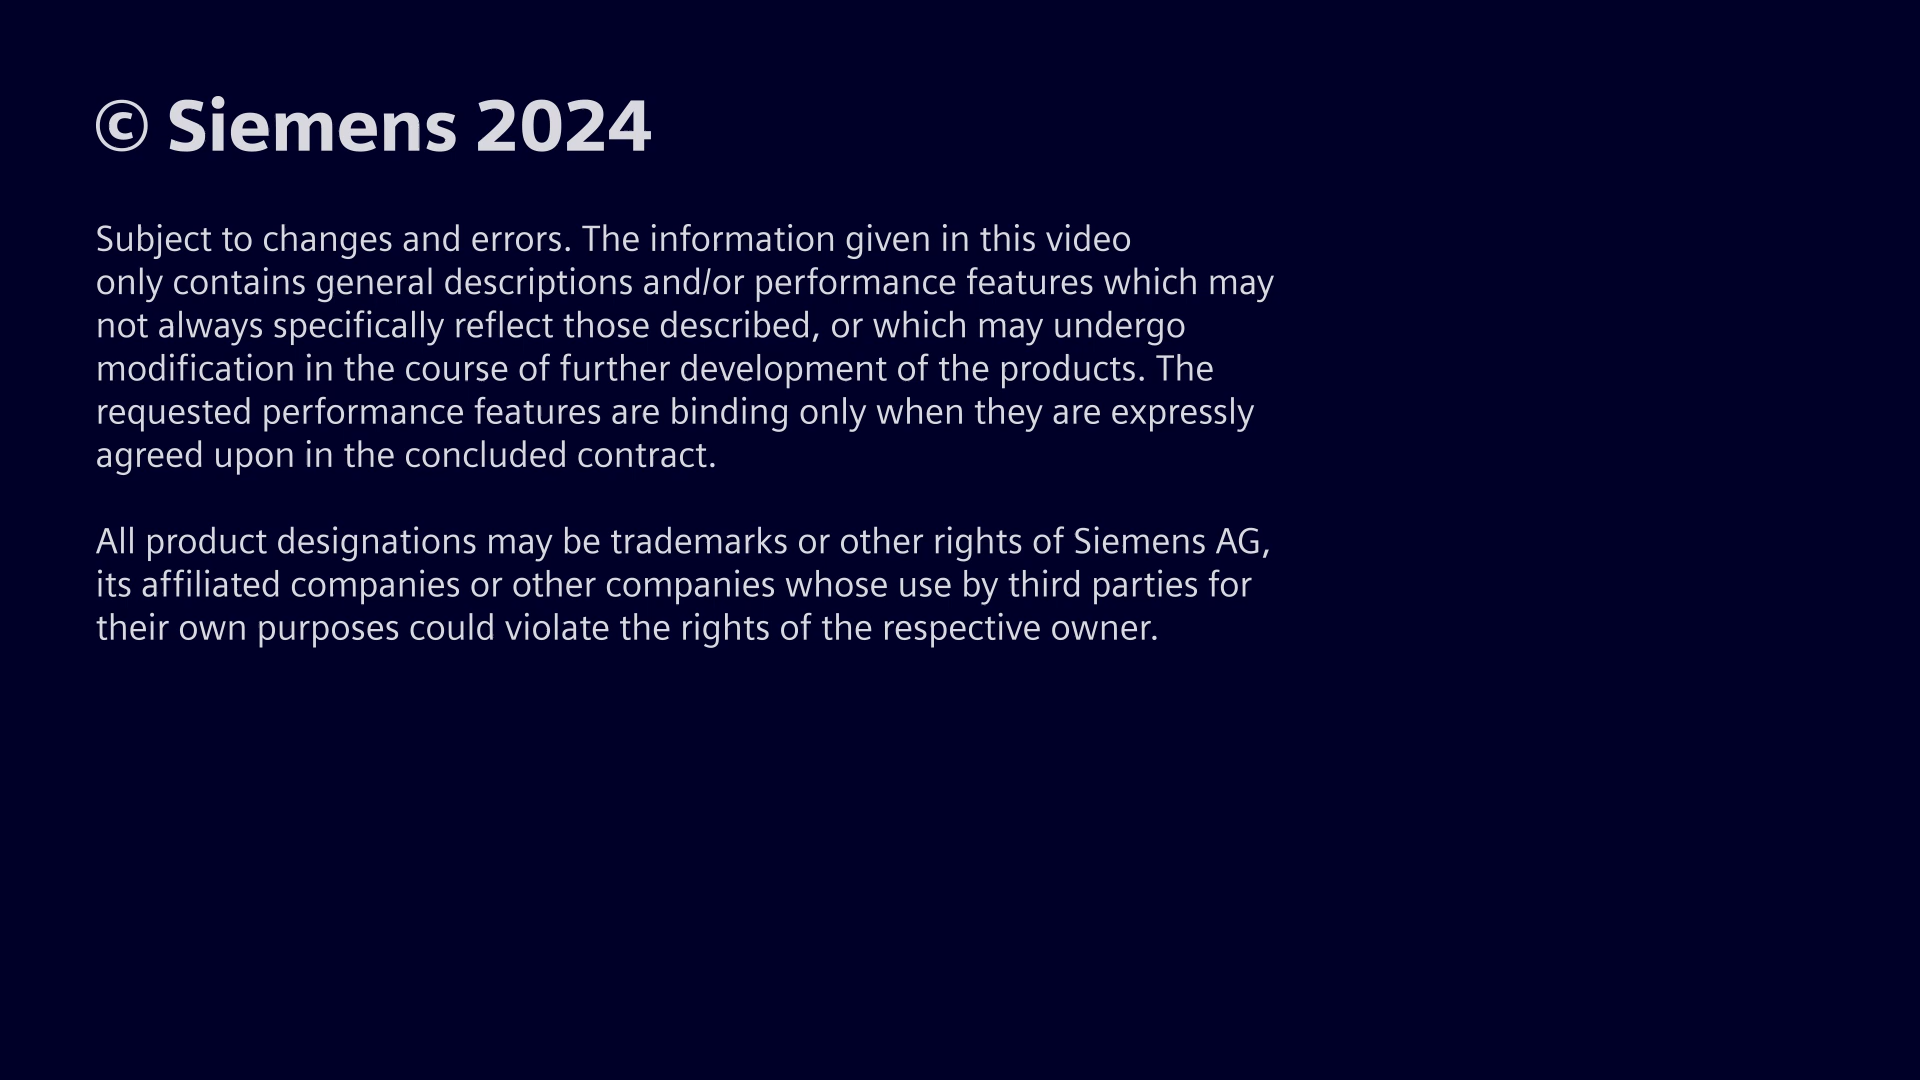 © Siemens 2024
Subject to changes and errors. The information given in this video
only contains general descriptions and/or performance features which may
not always specifically reflect those described, or which may undergo
modification in the course of further development of the products. The
requested performance features are binding only when they are expressly
agreed upon in the concluded contract.
All product designations may be trademarks or other rights of Siemens AG,
its affiliated companies or other companies whose use by third parties for
their own purposes could violate the rights of the respective owner.